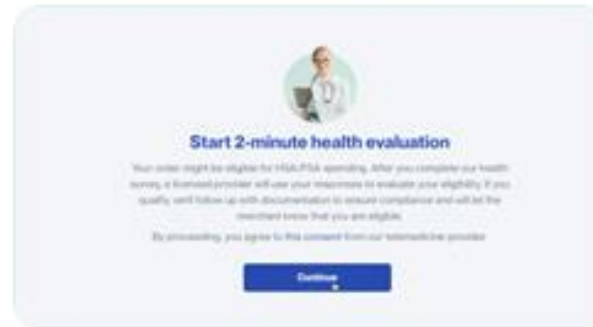 Start 2-minute health evaluation
Your order might be eligible for HSA/FSA spending. After you complete our health
survey, a licensed provider will use your responses to evaluate your eligibility. If you
qualify, we'll follow up with documentation to ensure compliance and will let the
merchant know that you are eligible.
By proceeding, you agree to this consent from our telemedicine provider
Continue